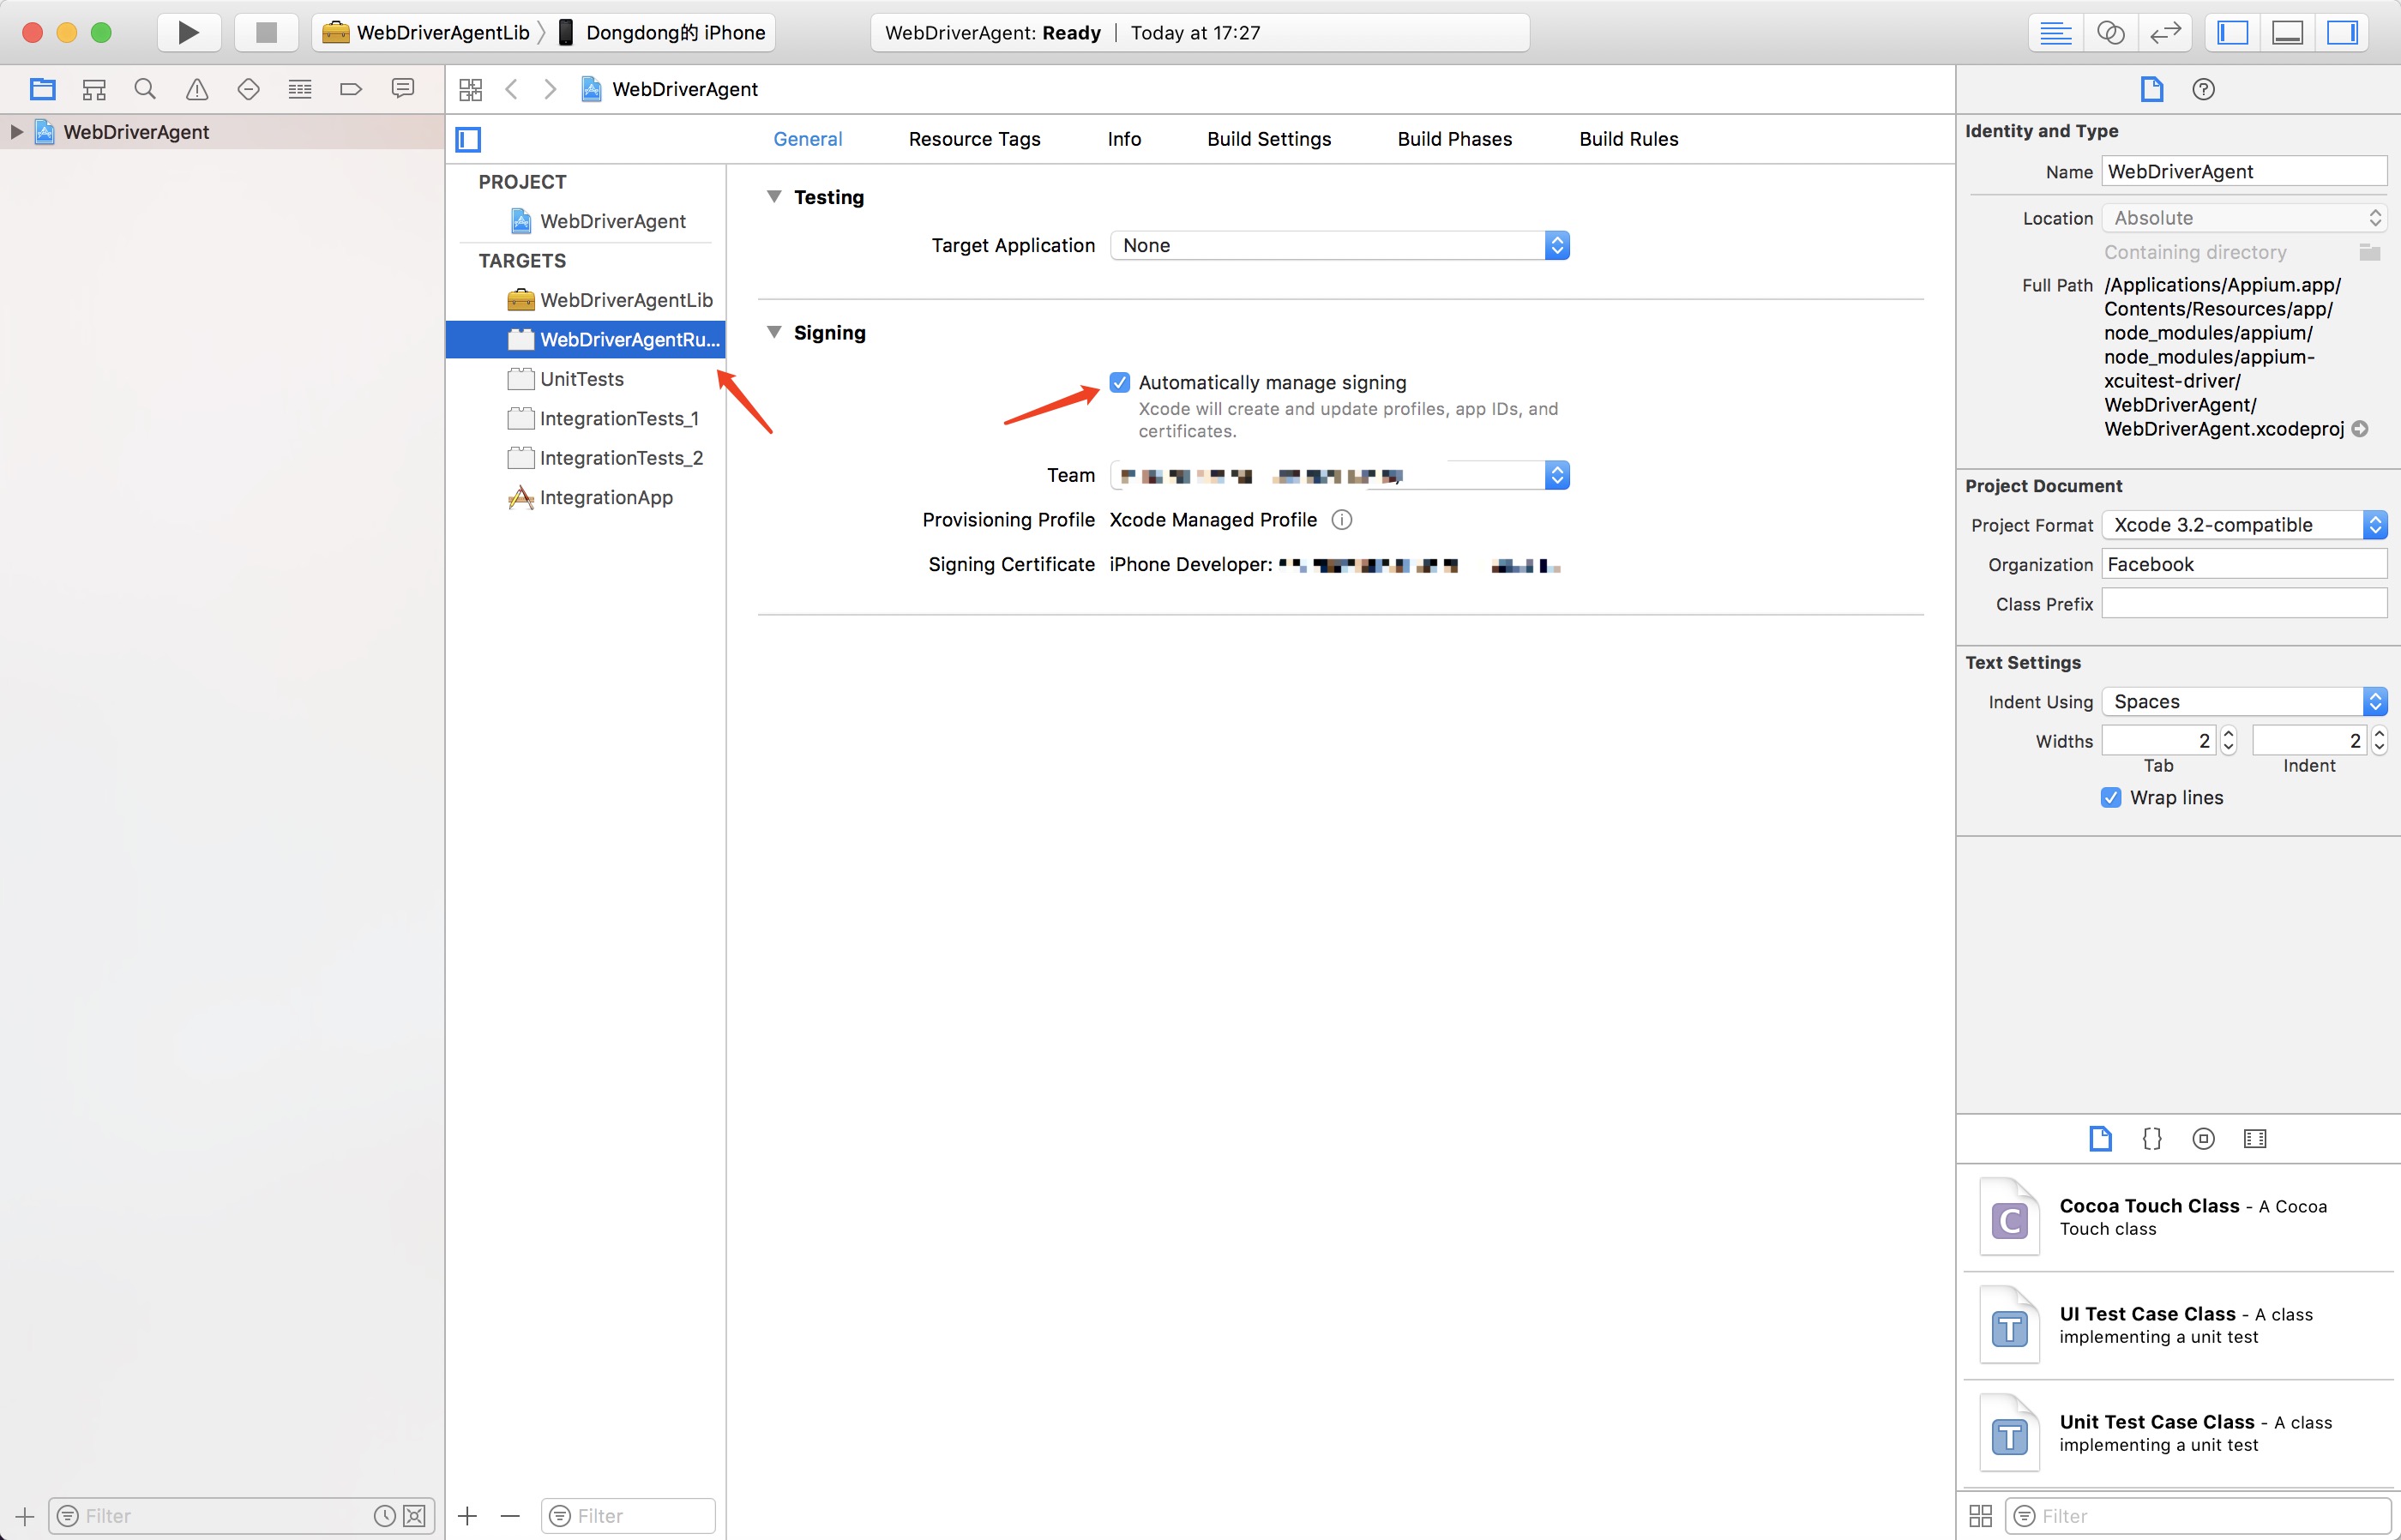 WebDriverAgentLib
Dongdong的 iPhone
WebDriverAgent: Ready | Today at 17:27
WebDriverAgent
WebDriverAgent
General
Resource Tags
Info
Build Settings
Build Phases
Build Rules
PROJECT
WebDriverAgent
TARGETS
WebDriverAgentLib
WebDriverAgentRu...
UnitTests
IntegrationTests_1
IntegrationTests_2
IntegrationApp
Filter
Filter
Testing
Target Application None
Signing
Automatically manage signing
Xcode will create and update profiles, app IDs, and
certificates.
Team
Provisioning Profile Xcode Managed Profile
Signing Certificate iPhone Developer:
Identity and Type
Name WebDriverAgent
Location Absolute
Containing directory
Full Path /Applications/Appium.app/
Contents/Resources/app/
node_modules/appium/
node_modules/appium-
xcuitest-driver/
WebDriverAgent/
WebDriverAgent.xcodeproj
Project Document
Project Format Xcode 3.2-compatible
Organization Facebook
Class Prefix
Text Settings
Indent Using Spaces
Widths 2 2
Tab Indent
Wrap lines
C
Cocoa Touch Class - A Cocoa
Touch class
T
UI Test Case Class - A class
implementing a unit test
T
Unit Test Case Class - A class
implementing a unit test
Filter